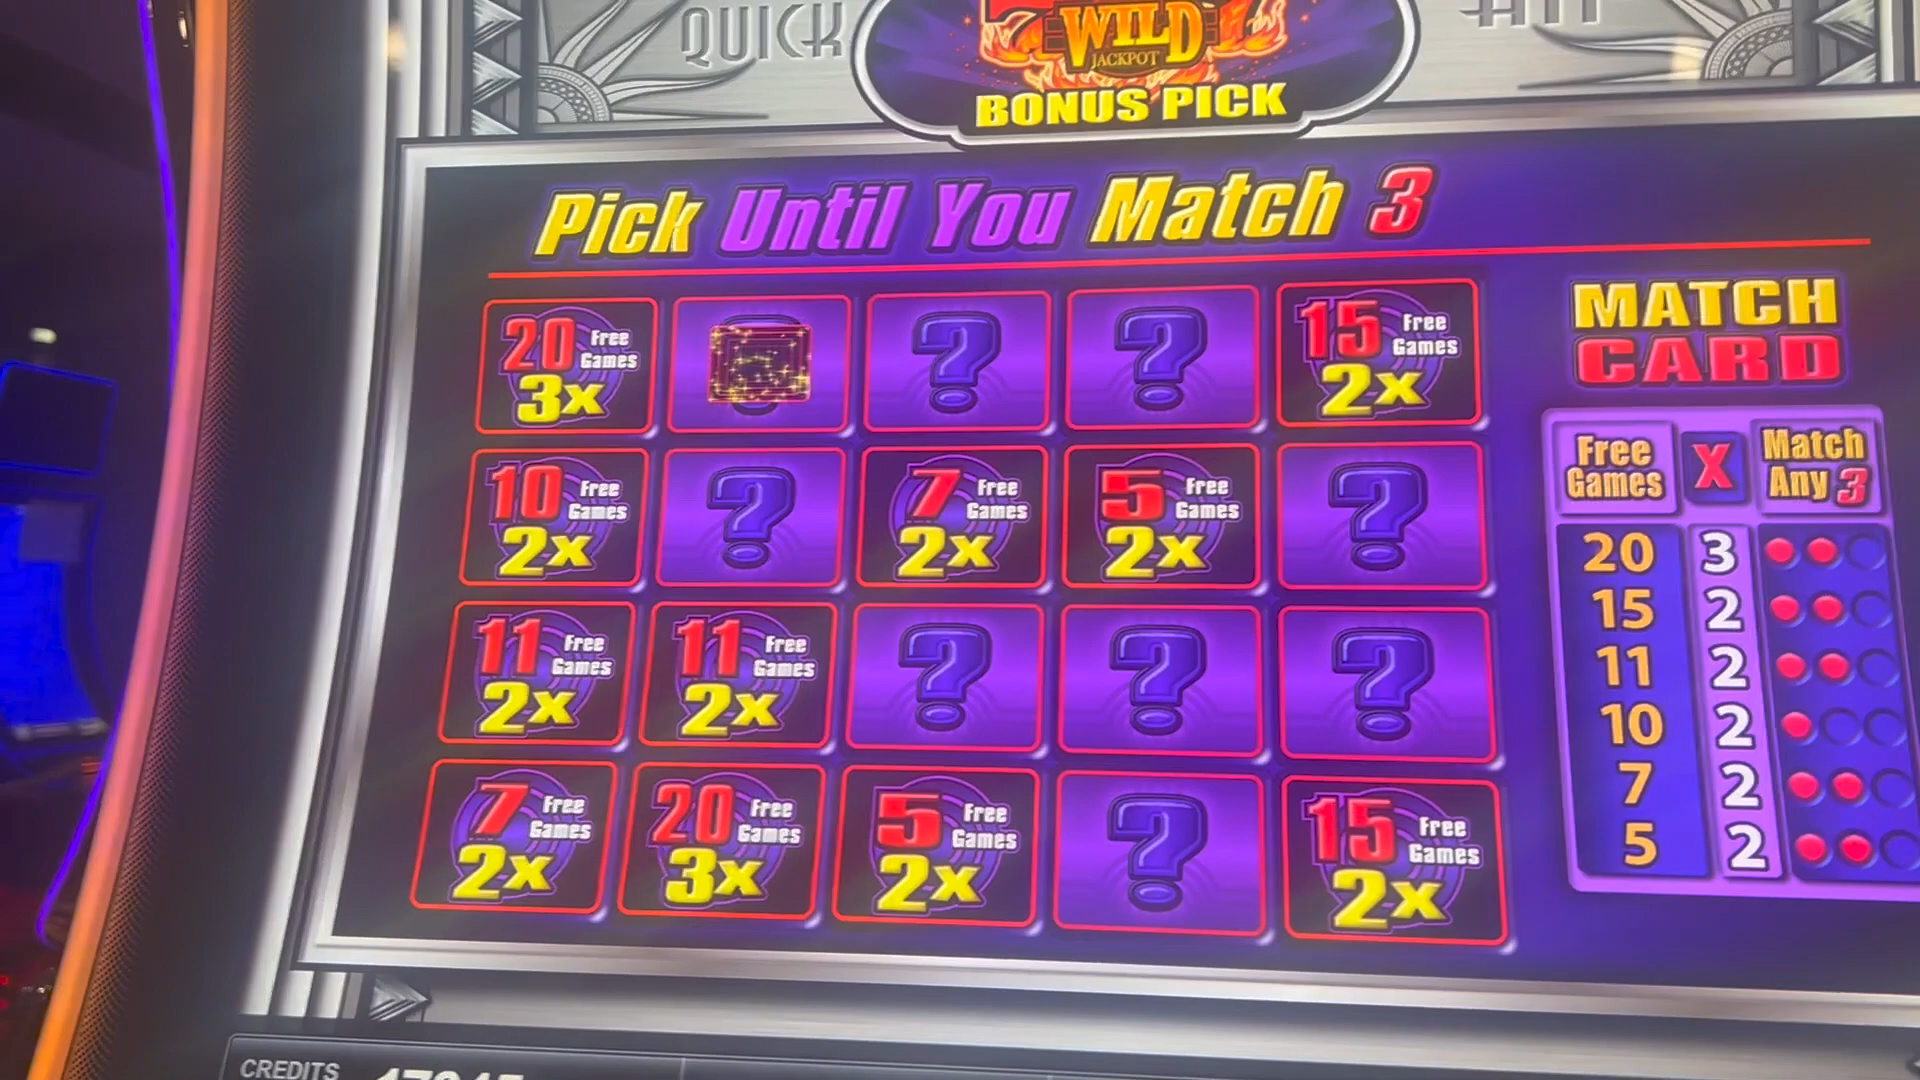 QUICK HIT
7 WILD 7
JACKPOT
BONUS PICK
Pick Until You Match 3
20 Free Games 3x
?
?
15 Free Games 2x
10 Free Games 2x
?
7 Free Games 2x
5 Free Games 2x
?
11 Free Games 2x
11 Free Games 2x
?
?
?
7 Free Games 2x
20 Free Games 3x
5 Free Games 2x
?
15 Free Games 2x
MATCH
CARD
Free Games X Match Any 3
20 3
15 2
11 2
10 2
7 2
5 2
CREDITS